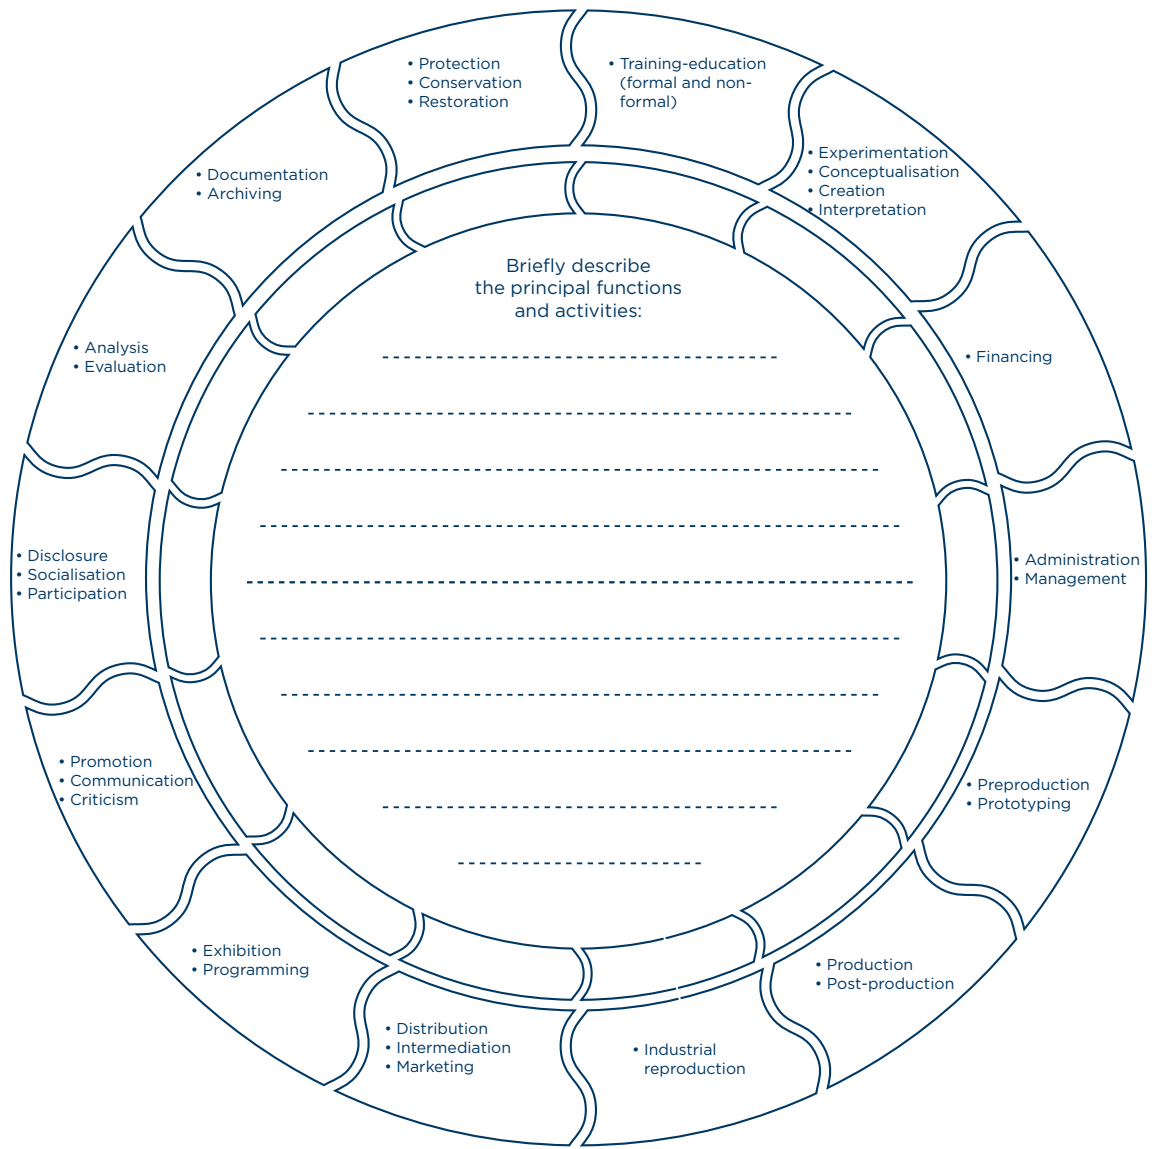 • Protection
• Conservation
• Restoration
• Training-education
(formal and non-
formal)
• Experimentation
• Conceptualisation
• Creation
• Interpretation
• Financing
• Administration
• Management
• Preproduction
• Prototyping
• Production
• Post-production
• Industrial
reproduction
• Distribution
• Intermediation
• Marketing
• Exhibition
• Programming
• Promotion
• Communication
• Criticism
• Disclosure
• Socialisation
• Participation
• Analysis
• Evaluation
• Documentation
• Archiving
Briefly describe
the principal functions
and activities: